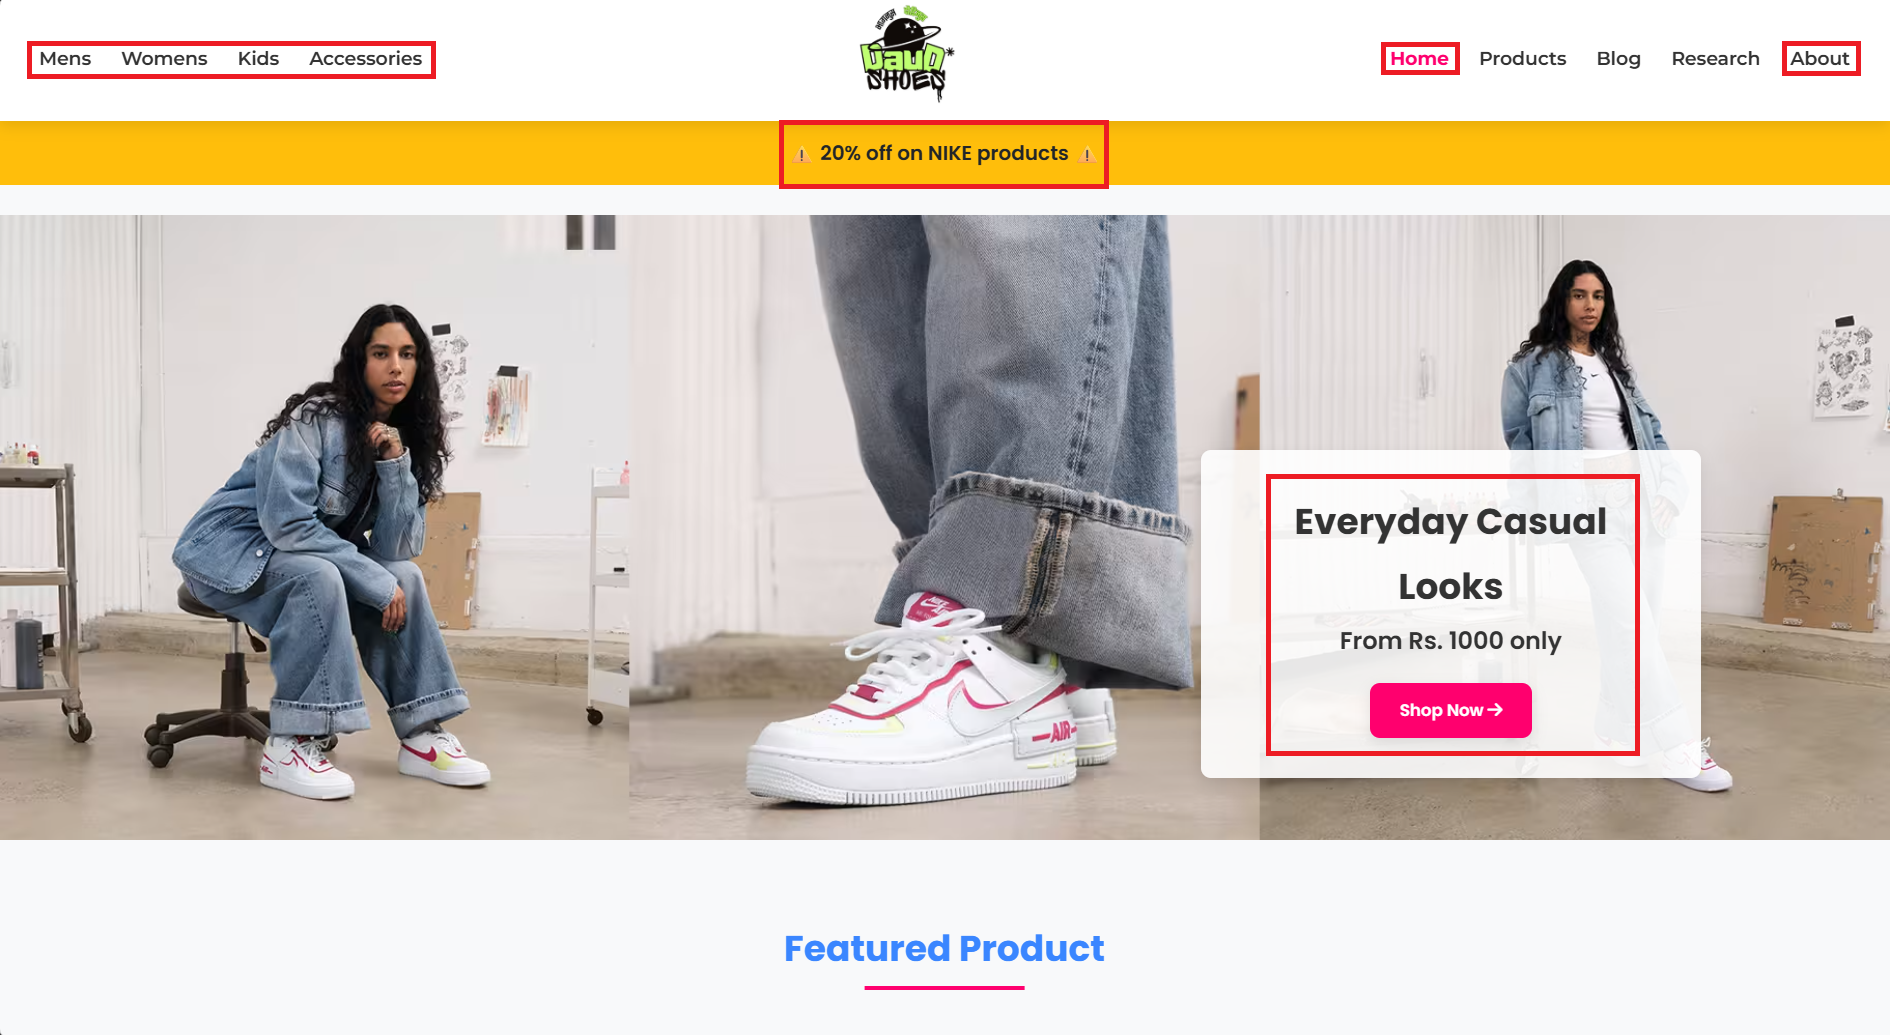 Mens Womens Kids Accessories
DAUD
SHOES
Home Products Blog Research About
⚠️ 20% off on NIKE products ⚠️
Everyday Casual
Looks
From Rs. 1000 only
Shop Now →
AIR
Featured Product